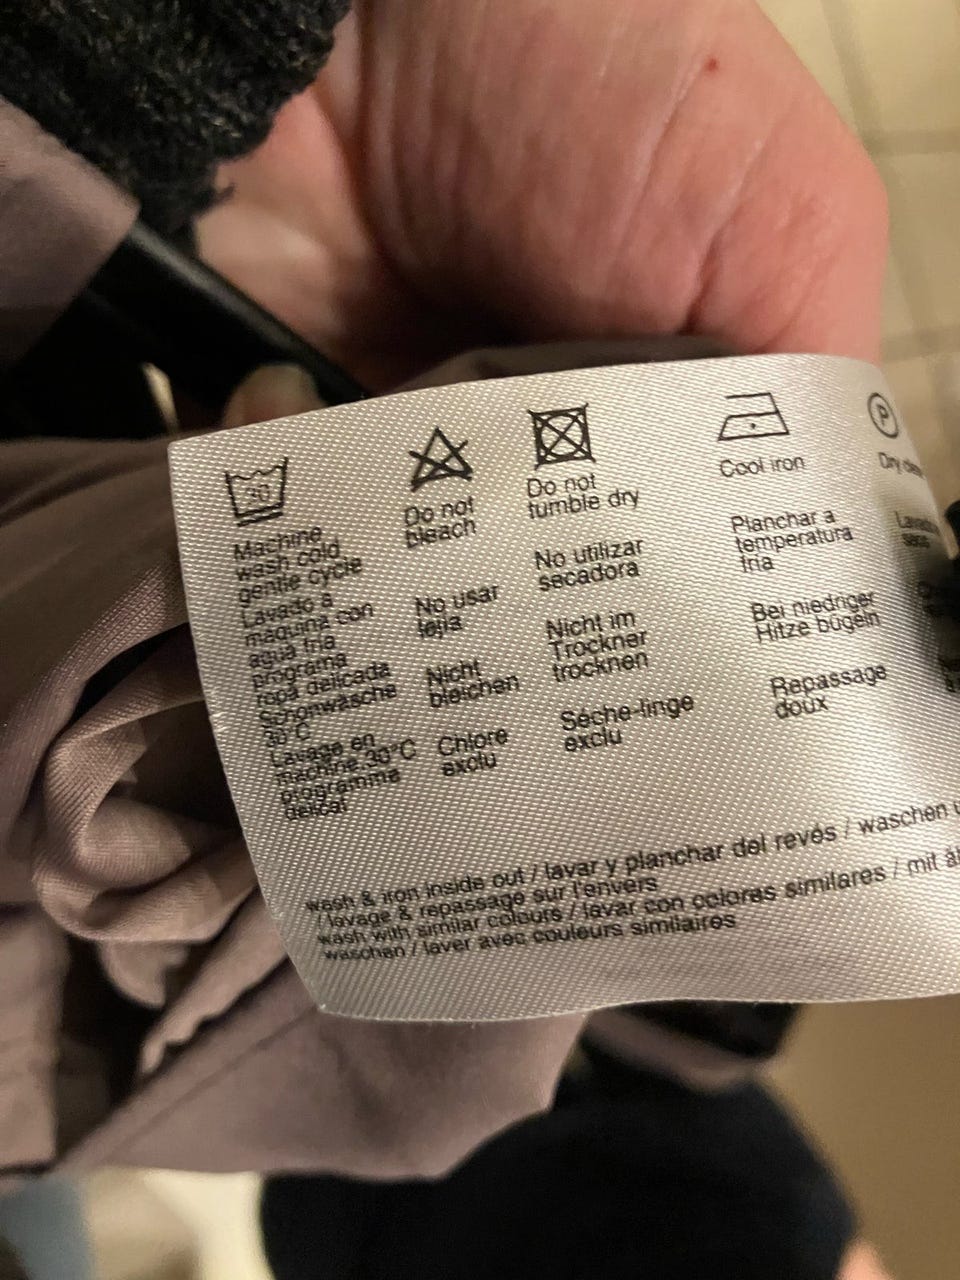 30
Machine
wash cold
gentle cycle
Lavado a
maquina con
agua fria
programa
ropa delicada
Schonwäsche
30°C
Lavage en
machine 30°C
programme
délicat
Do not
bleach
No usar
lejia
Nicht
bleichen
Chlore
exclu
Do not
tumble dry
No utilizar
secadora
Nicht im
Trockner
trocknen
Séche-linge
exclu
Cool iron
Planchar a
temperatura
fria
Bei niedriger
Hitze bügeln
Repassage
doux
P
Dry
wash & iron inside out / lavar y planchar del revés / waschen
/ lavage & repassage sur l'envers
wash with similar colours / lavar con colores similares / mit
waschen / laver avec couleurs similaires